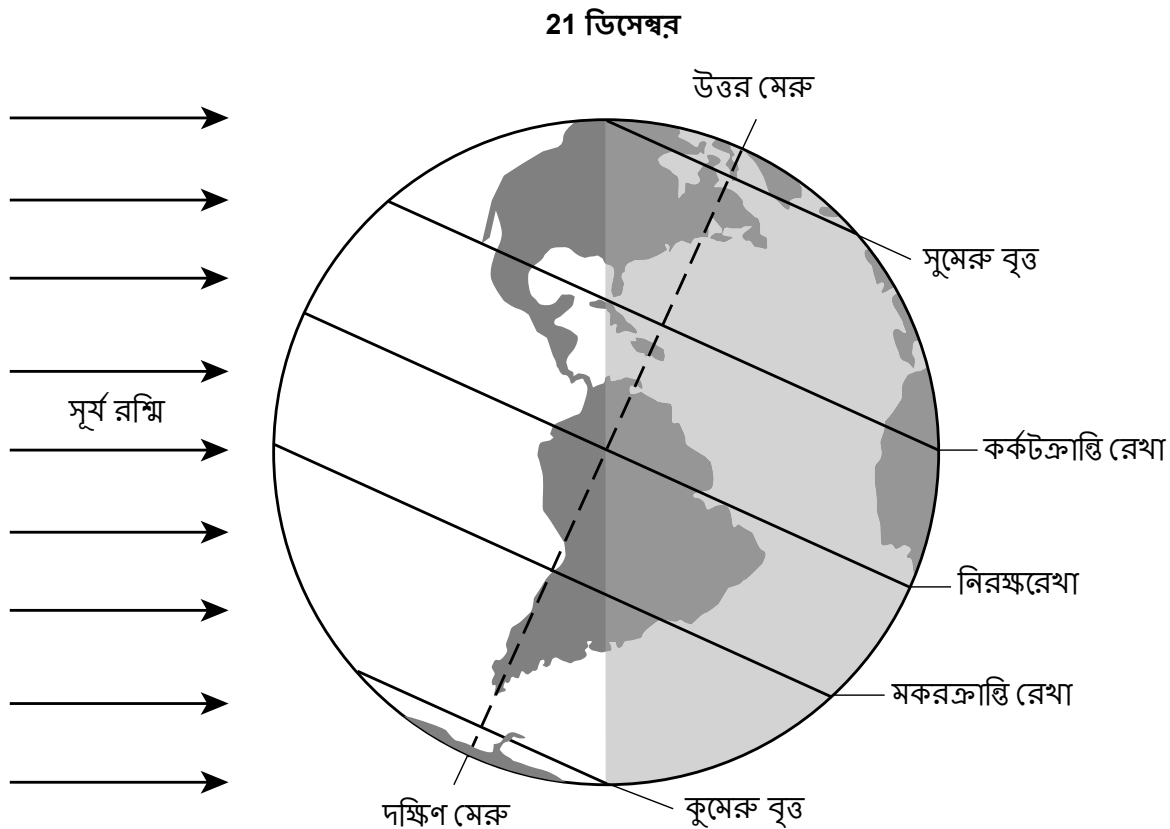 21 ডিসেম্বর
উত্তর মেরু
সুমেরু বৃত্ত
সূর্য রশ্মি
কর্কটক্রান্তি রেখা
নিরক্ষরেখা
মকরক্রান্তি রেখা
দক্ষিণ মেরু
কুমেরু বৃত্ত